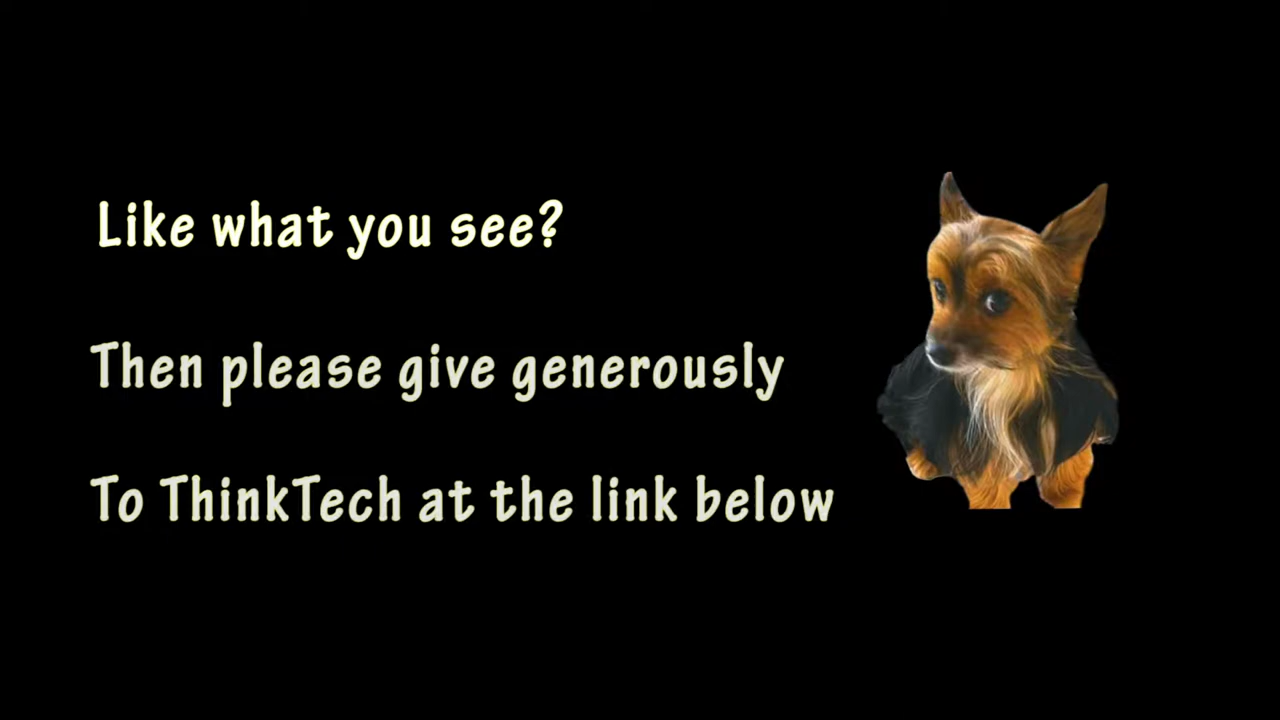 Like what you see?
Then please give generously
To ThinkTech at the link below